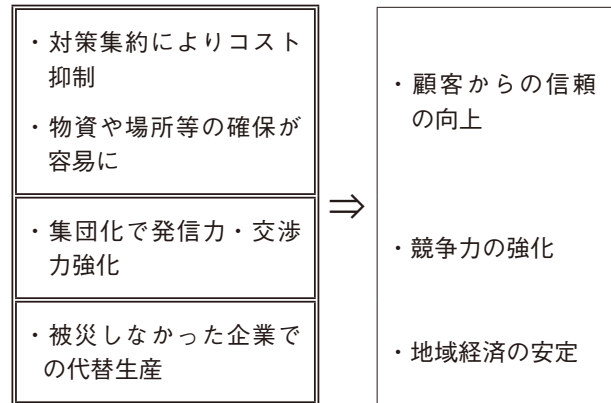 ・対策集約によりコスト
抑制
・物資や場所等の確保が
容易に
・集団化で発信力・交渉
力強化
・被災しなかった企業で
の代替生産
⇒
・顧客からの信頼
の向上
・競争力の強化
・地域経済の安定